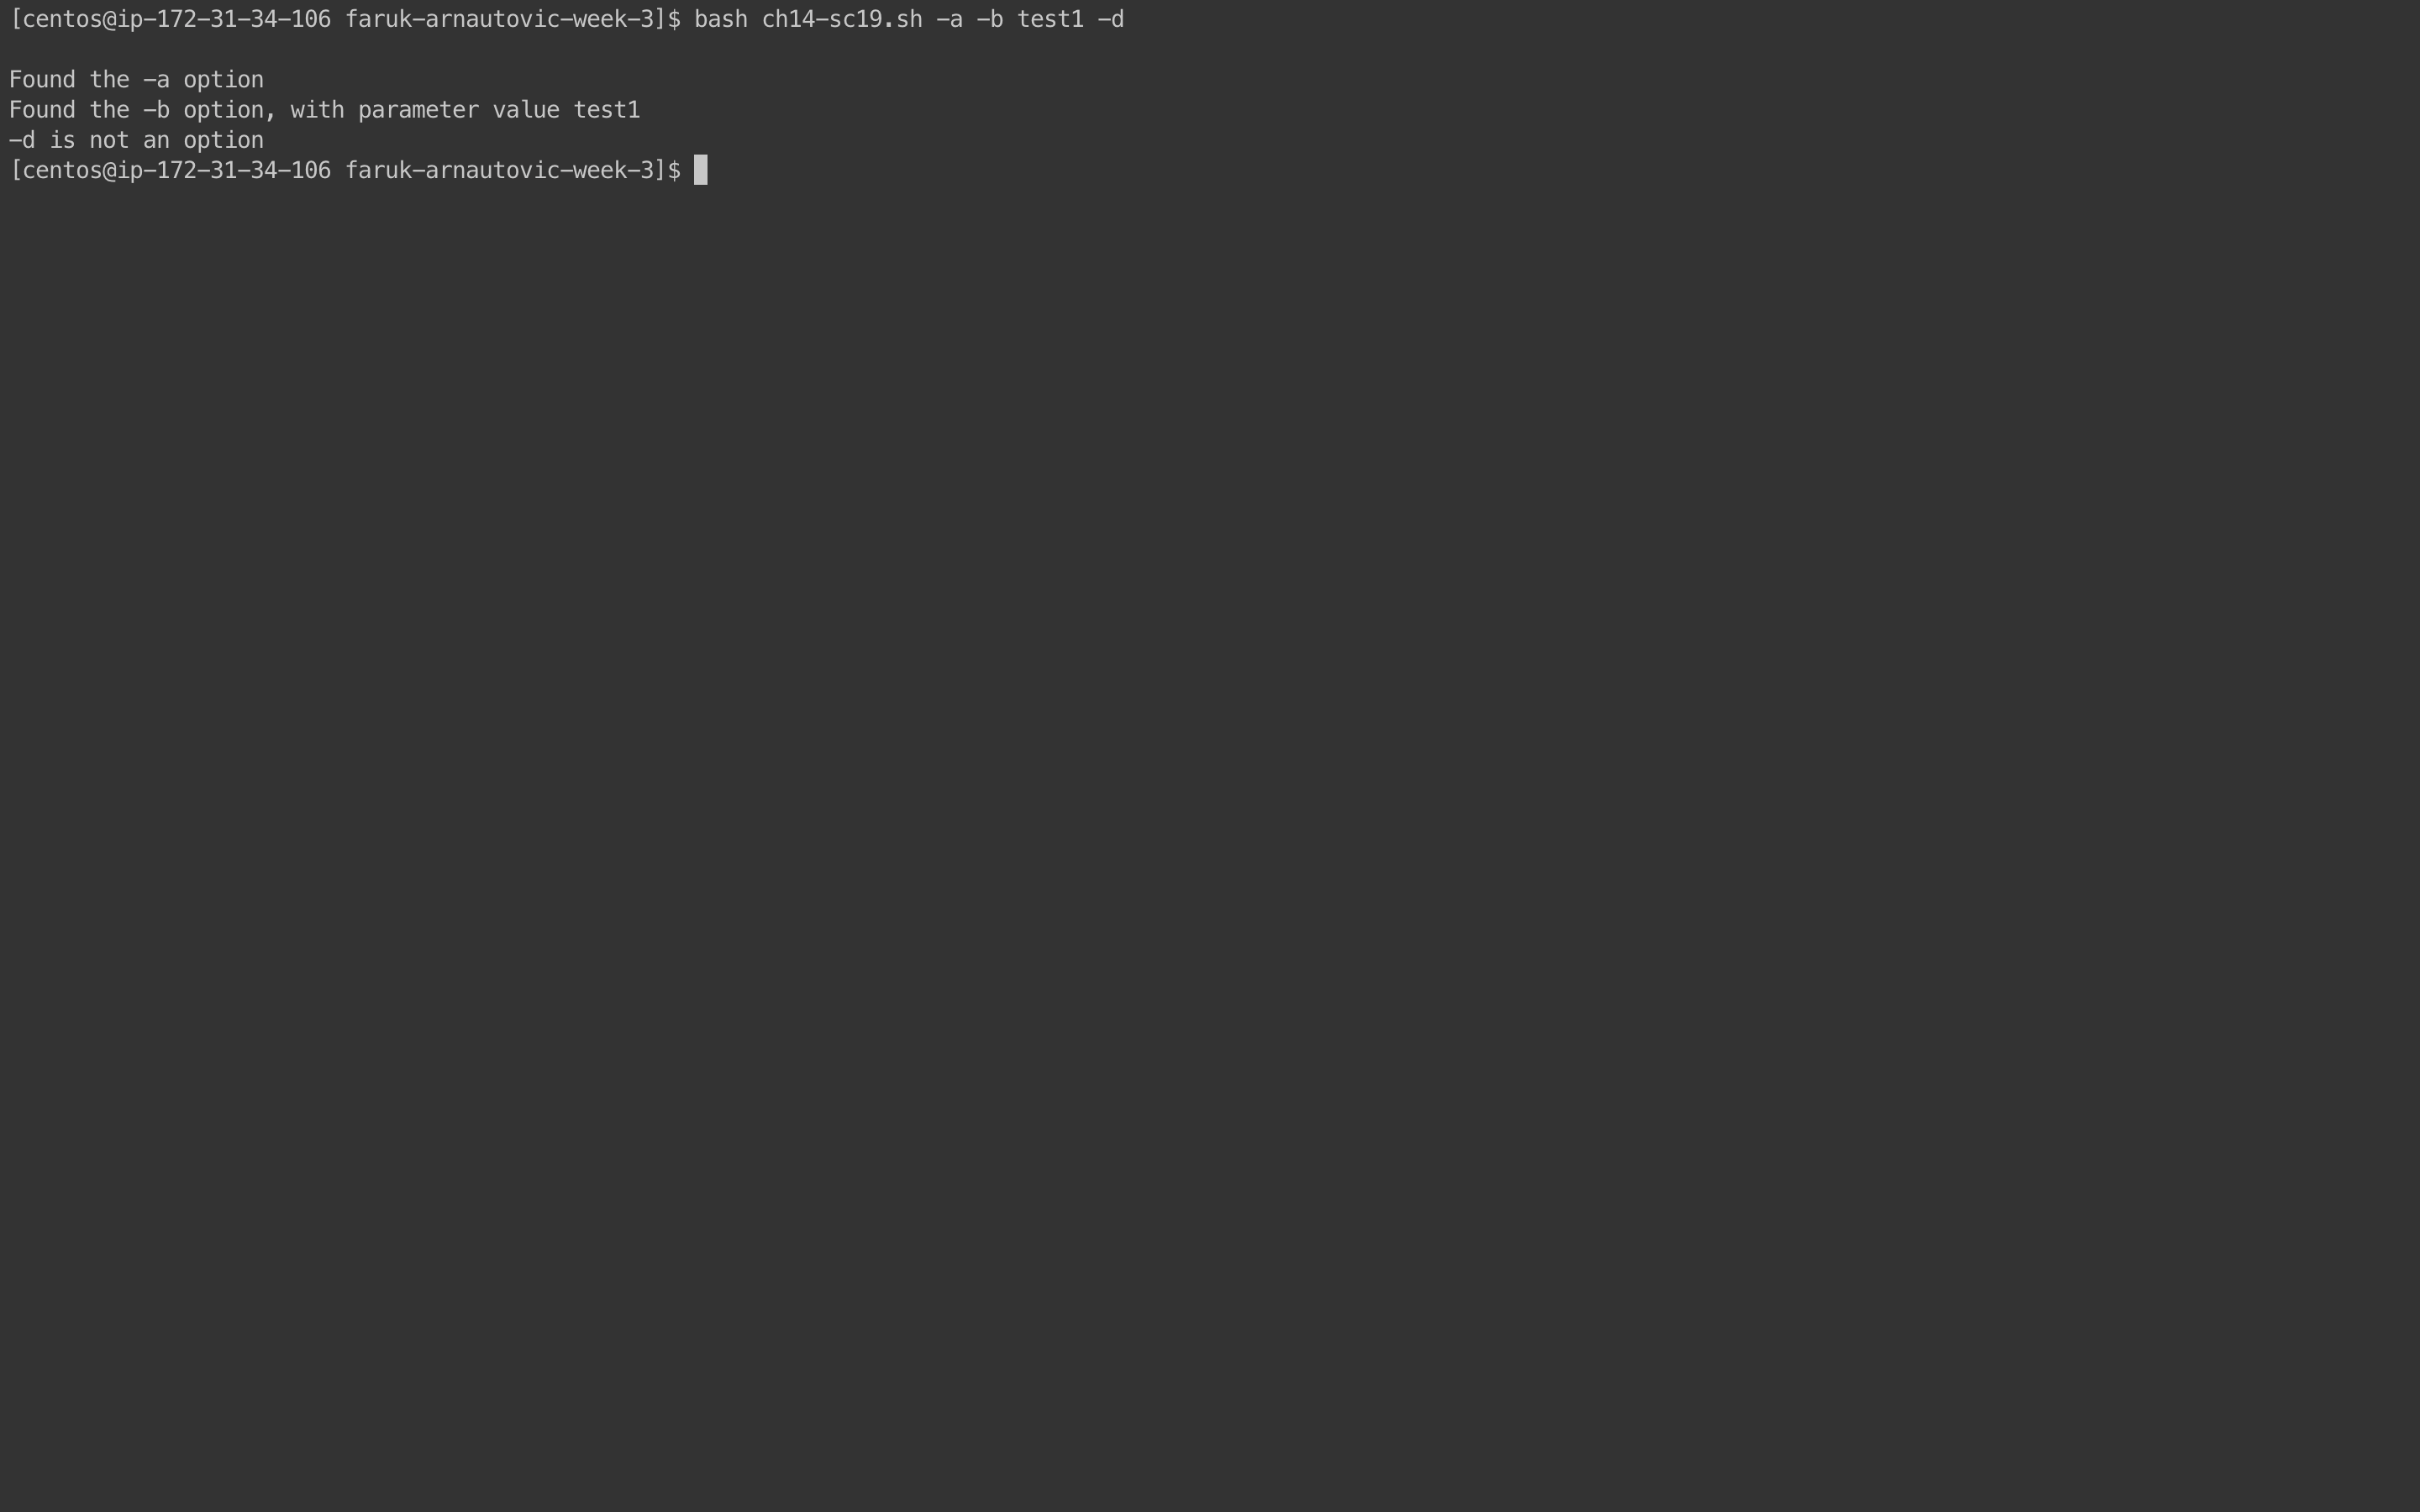 [centos@ip-172-31-34-106 faruk-arnautovic-week-3]$ bash ch14-sc19.sh -a -b test1 -d
Found the -a option
Found the -b option, with parameter value test1
-d is not an option
[centos@ip-172-31-34-106 faruk-arnautovic-week-3]$